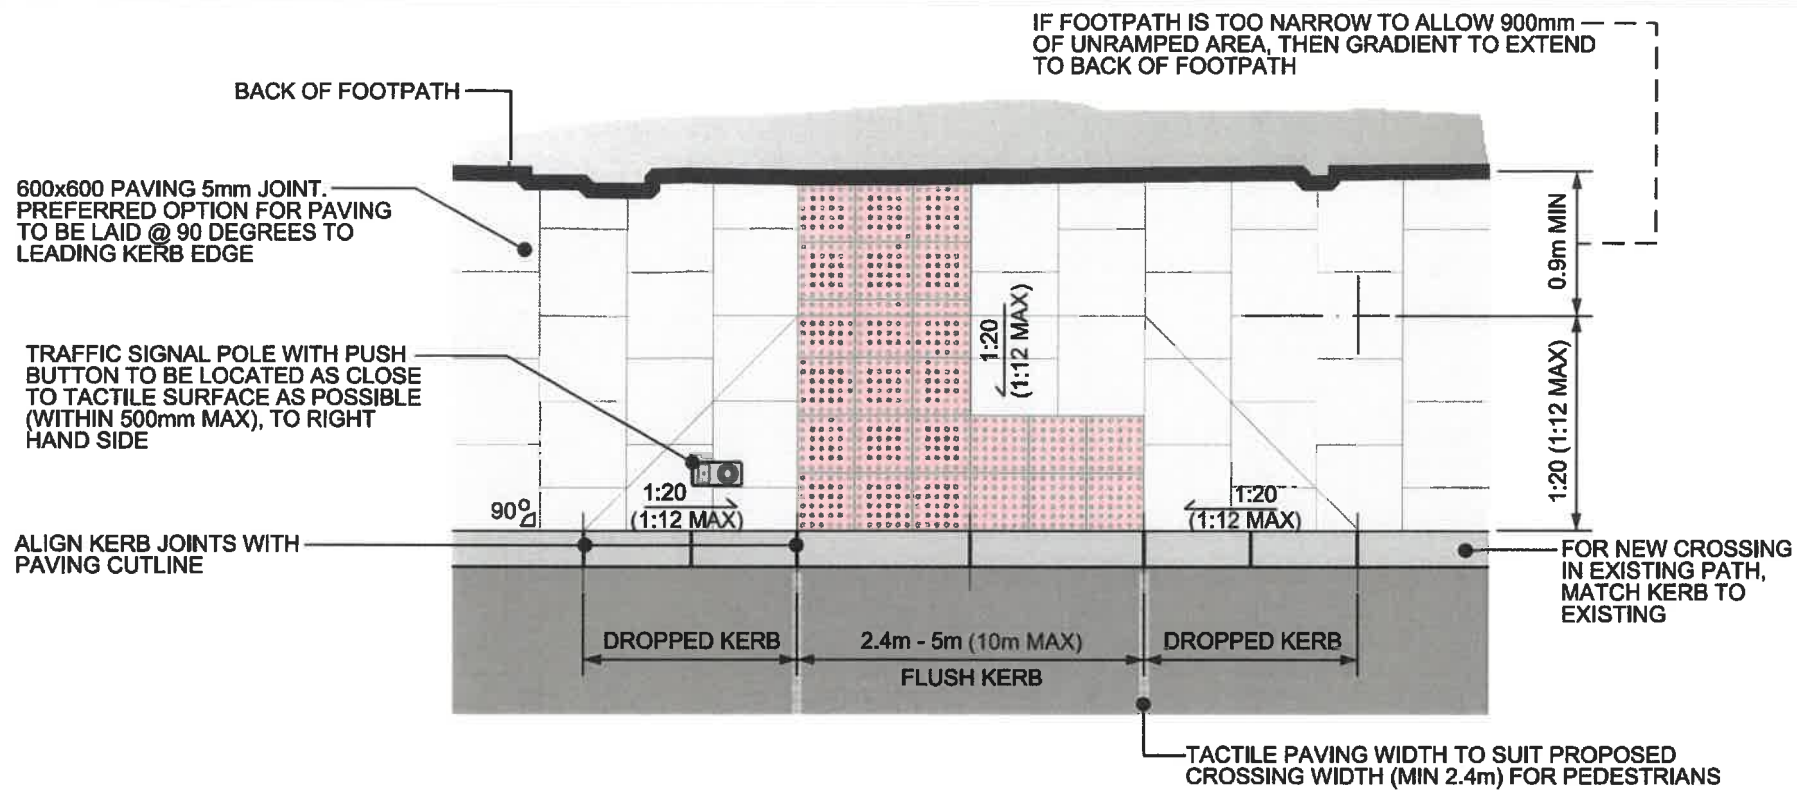 IF FOOTPATH IS TOO NARROW TO ALLOW 900mm
OF UNRAMPED AREA, THEN GRADIENT TO EXTEND
TO BACK OF FOOTPATH
BACK OF FOOTPATH
600x600 PAVING 5mm JOINT.
PREFERRED OPTION FOR PAVING
TO BE LAID @ 90 DEGREES TO
LEADING KERB EDGE
0.9m MIN
TRAFFIC SIGNAL POLE WITH PUSH
BUTTON TO BE LOCATED AS CLOSE
TO TACTILE SURFACE AS POSSIBLE
(WITHIN 500mm MAX), TO RIGHT
HAND SIDE
1:20
(1:12 MAX)
1:20 (1:12 MAX)
90°
1:20
(1:12 MAX)
1:20
(1:12 MAX)
ALIGN KERB JOINTS WITH
PAVING CUTLINE
FOR NEW CROSSING
IN EXISTING PATH,
MATCH KERB TO
EXISTING
DROPPED KERB
2.4m - 5m (10m MAX)
DROPPED KERB
FLUSH KERB
TACTILE PAVING WIDTH TO SUIT PROPOSED
CROSSING WIDTH (MIN 2.4m) FOR PEDESTRIANS